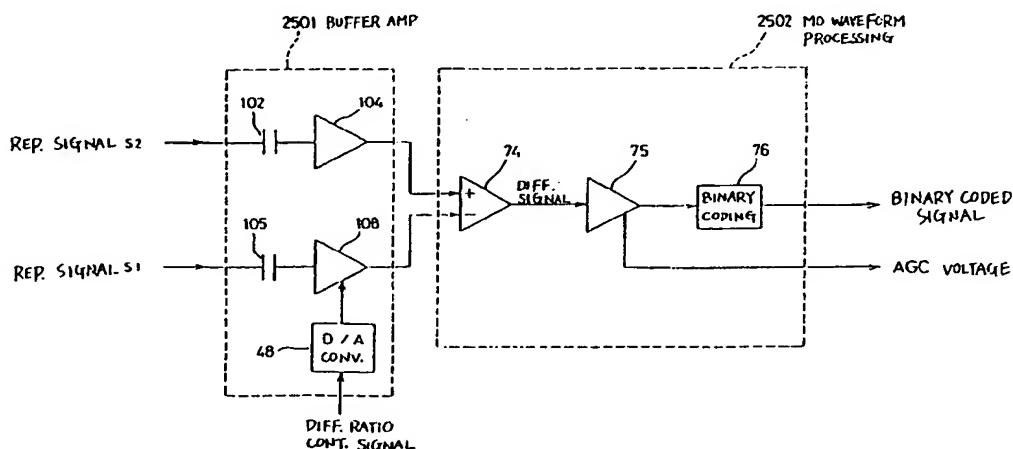 2501 BUFFER AMP
2502 MO WAVEFORM
PROCESSING
102
104
REP. SIGNAL S2
74
75
76
DIFF.
SIGNAL
+
−
BINARY
CODING
BINARY CODED
SIGNAL
105
108
REP. SIGNAL S1
AGC VOLTAGE
48
D/A
CONV.
DIFF. RATIO
CONT. SIGNAL